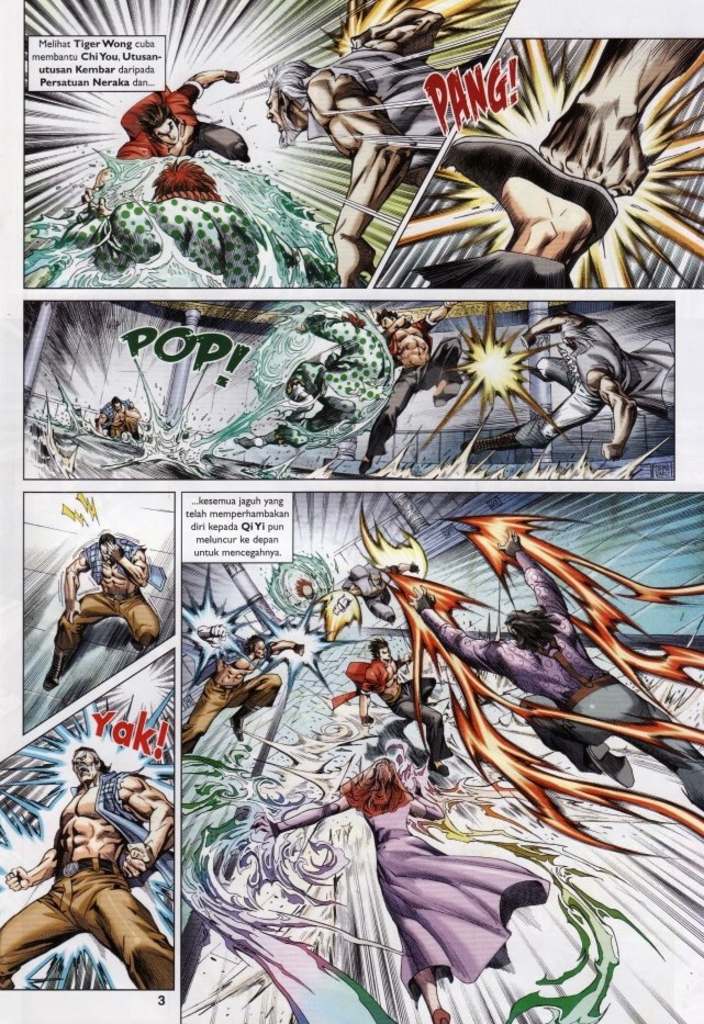 Melihat Tiger Wong cuba
membantu Chi You, Utusan-
utusan Kembar daripada
Persatuan Neraka dan...
PANG!
POP!
...kesemua jaguh yang
telah memperhambakan
diri kepada Qi Yi pun
meluncur ke depan
untuk mencegahnya.
Yak!
3